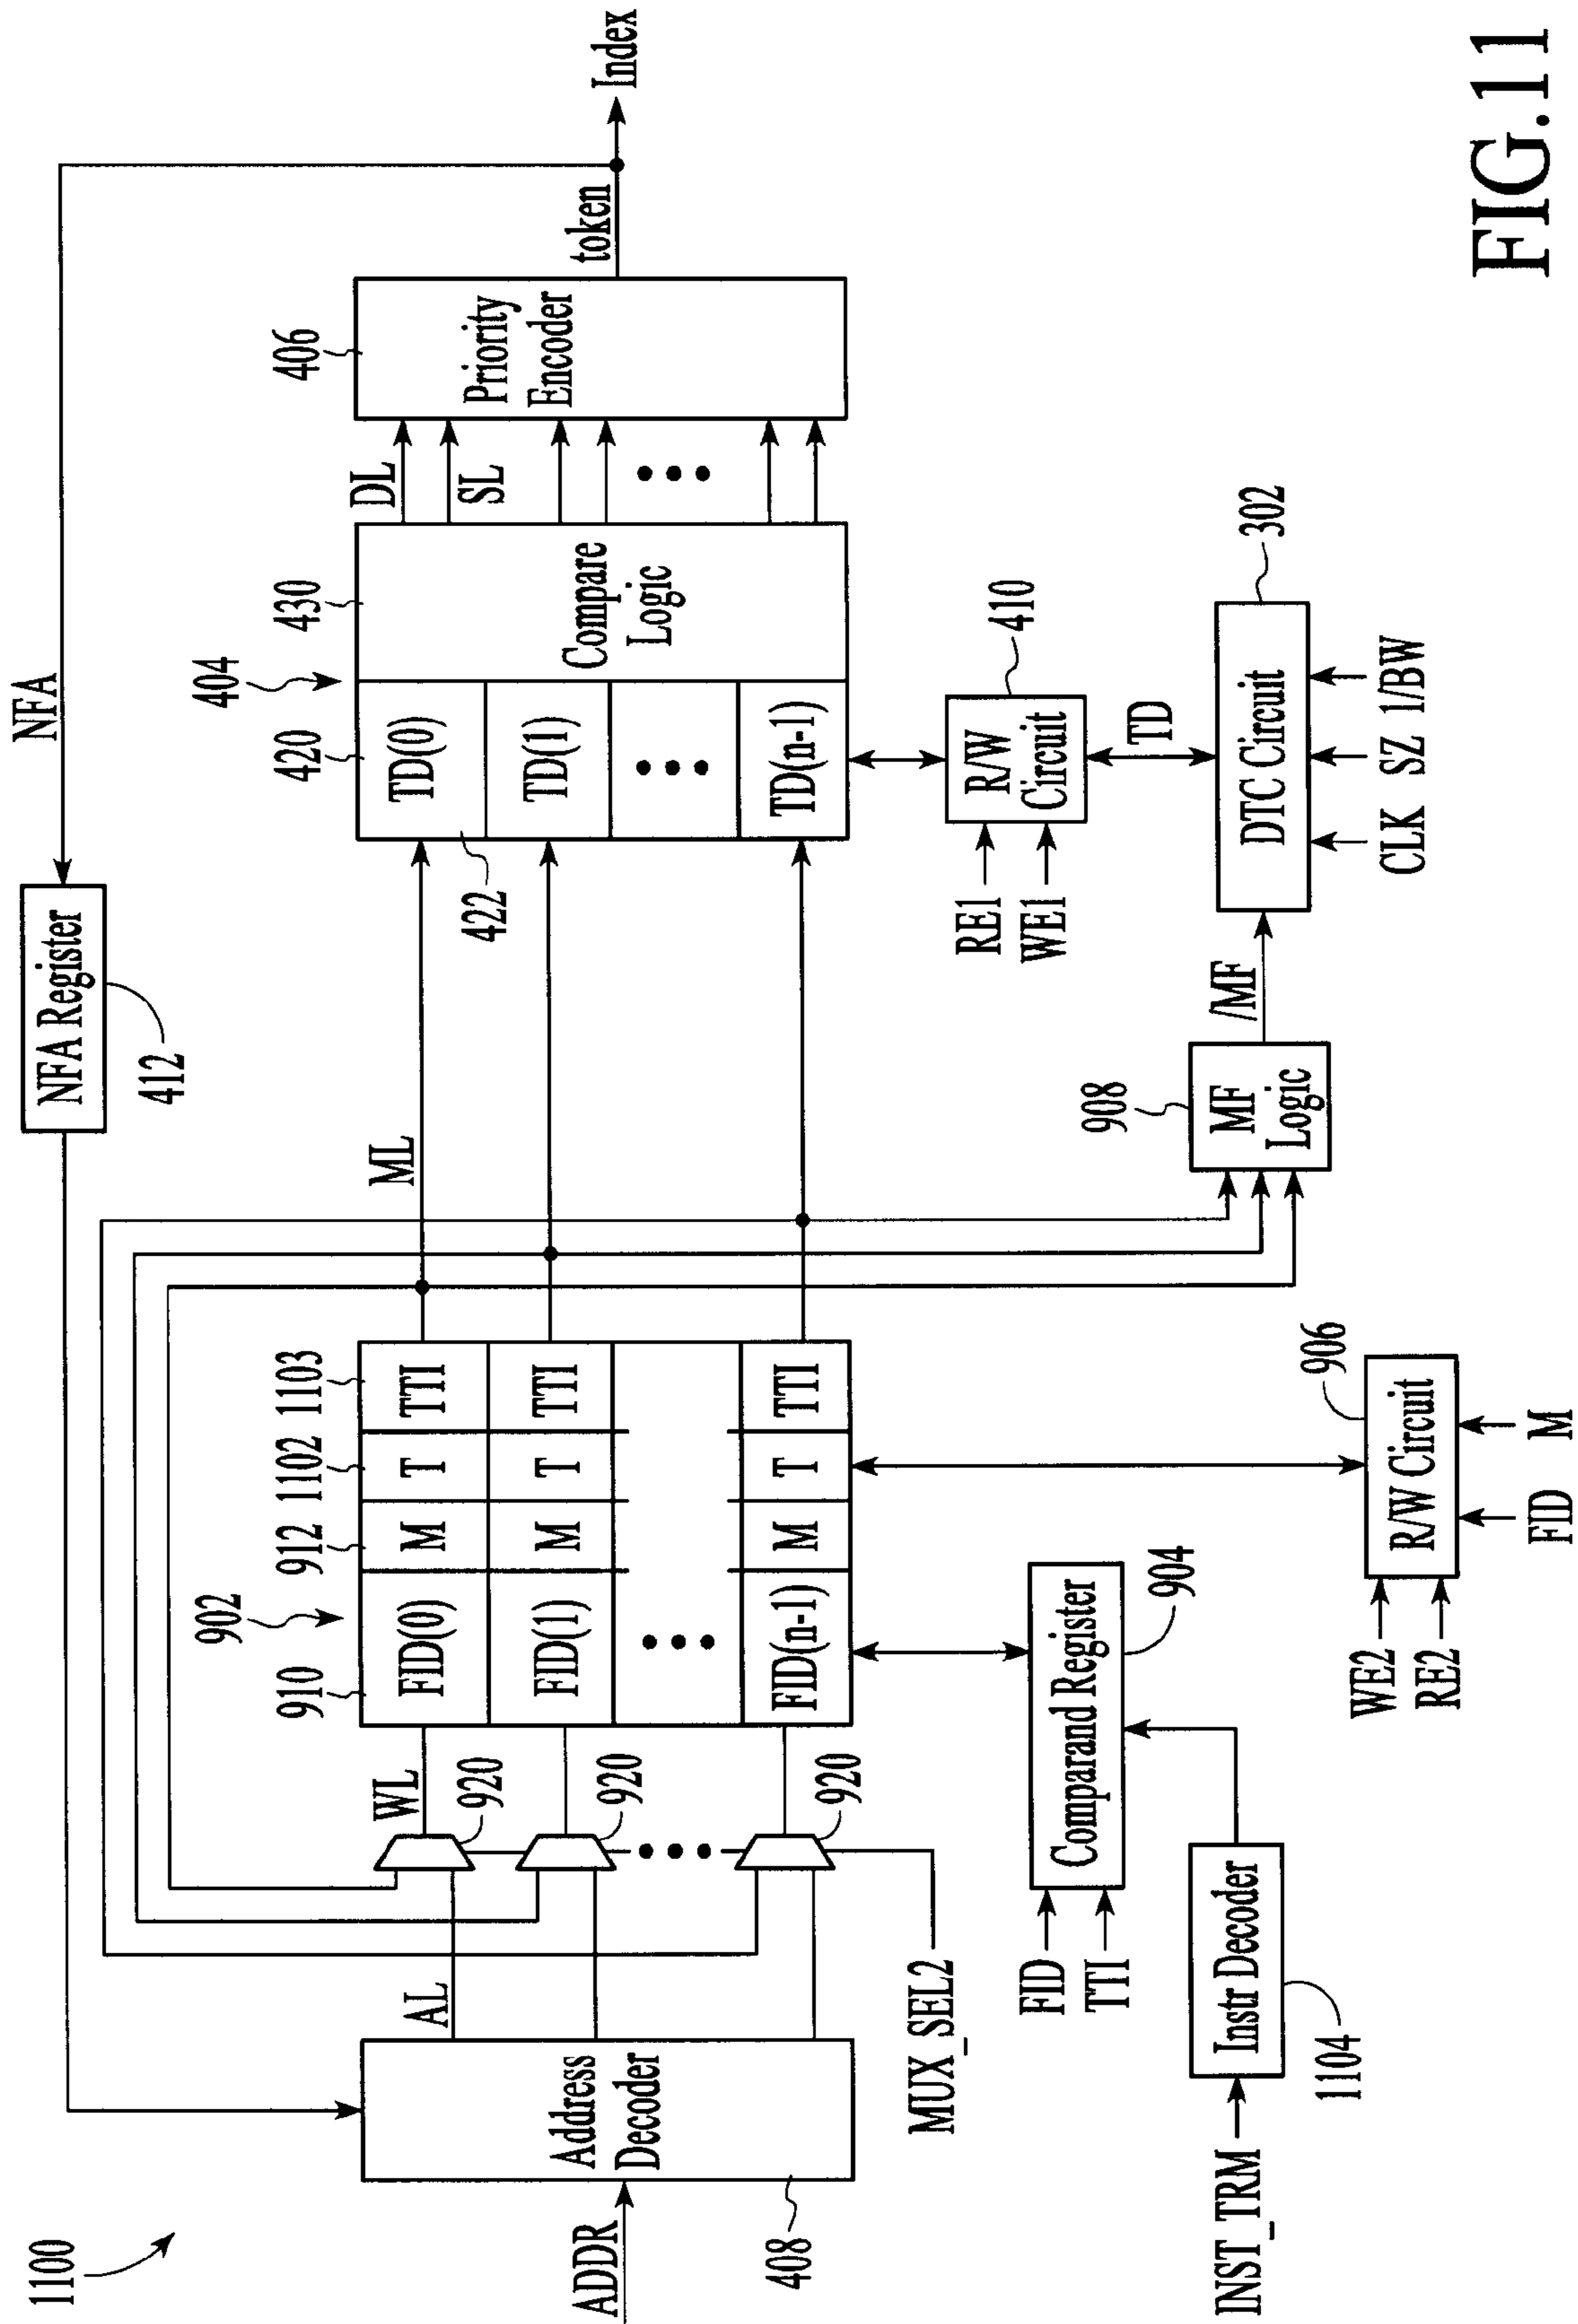 1100
NFA Register
412
NFA
ADDR
Address
Decoder
408
AL
WL
920
920
920
MUX_SEL2
902
910
912
1102
1103
FID(0)
M
T
TTI
FID(1)
M
T
TTI
FID(n-1)
M
T
TTI
ML
404
420
430
TD(0)
TD(1)
TD(n-1)
422
Compare
Logic
DL
SL
406
Priority
Encoder
token
Index
RE1
WE1
R/W
Circuit
410
TD
DTC Circuit
302
CLK
SZ
1/BW
/MF
908
MF
Logic
FID
TTI
Comparand Register
904
INST_TRM
Instr Decoder
1104
WE2
RE2
R/W Circuit
906
FID
M
FIG.11